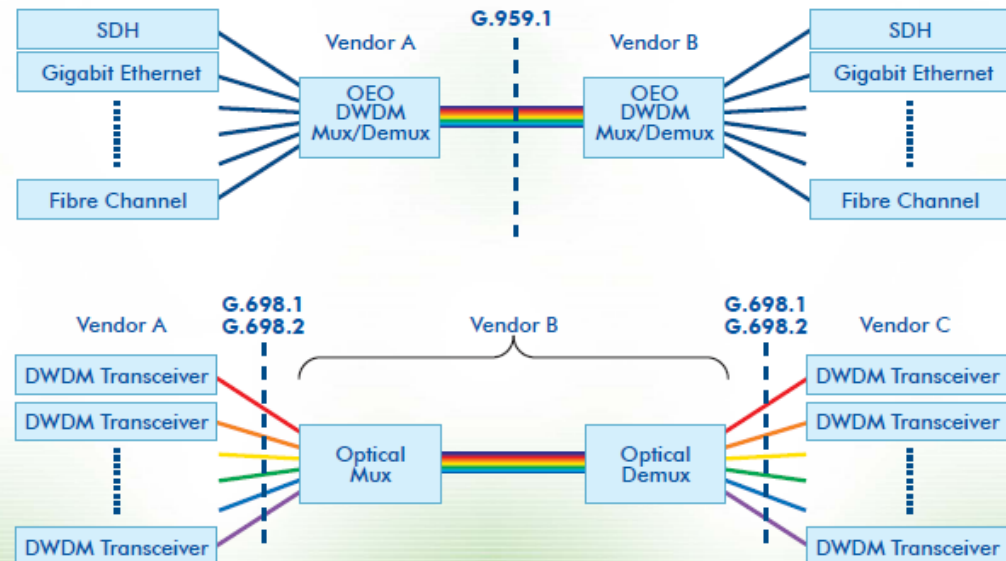 G.959.1
SDH
Vendor A
Vendor B
SDH
Gigabit Ethernet
Gigabit Ethernet
OEO
DWDM
Mux/Demux
OEO
DWDM
Mux/Demux
Fibre Channel
Fibre Channel
G.698.1
G.698.2
G.698.1
G.698.2
Vendor A
Vendor B
Vendor C
DWDM Transceiver
DWDM Transceiver
DWDM Transceiver
DWDM Transceiver
Optical
Mux
Optical
Demux
DWDM Transceiver
DWDM Transceiver